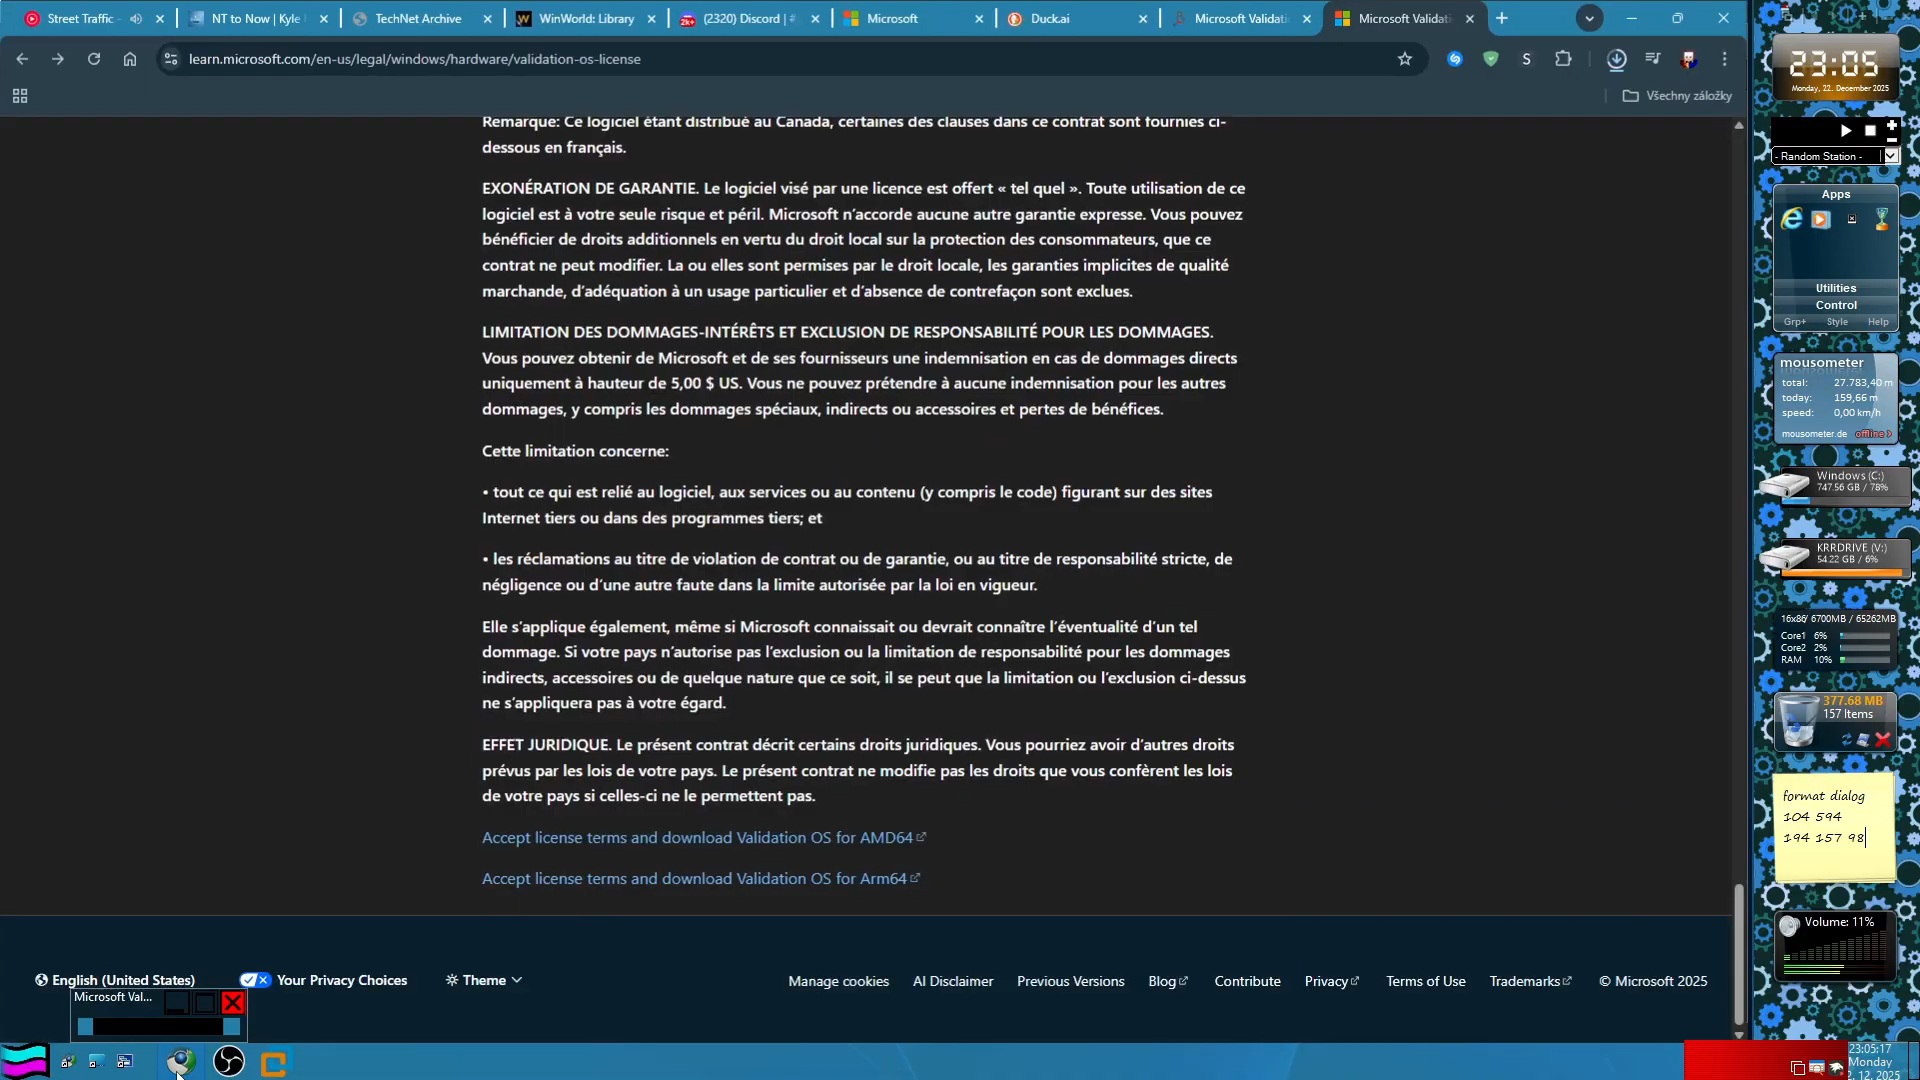 Street Traffic
NT to Now | Kyle
TechNet Archive
WinWorld: Library
(2320) Discord | #
Microsoft
Duck.ai
Microsoft Validati
Microsoft Validati
learn.microsoft.com/en-us/legal/windows/hardware/validation-os-license
S
Všechny záložky
Remarque: Ce logiciel étant distribué au Canada, certaines des clauses dans ce contrat sont fournies ci-
dessous en français.
EXONÉRATION DE GARANTIE. Le logiciel visé par une licence est offert « tel quel ». Toute utilisation de ce
logiciel est à votre seule risque et péril. Microsoft n’accorde aucune autre garantie expresse. Vous pouvez
bénéficier de droits additionnels en vertu du droit local sur la protection des consommateurs, que ce
contrat ne peut modifier. La ou elles sont permises par le droit locale, les garanties implicites de qualité
marchande, d’adéquation à un usage particulier et d’absence de contrefaçon sont exclues.
LIMITATION DES DOMMAGES-INTÉRÊTS ET EXCLUSION DE RESPONSABILITÉ POUR LES DOMMAGES.
Vous pouvez obtenir de Microsoft et de ses fournisseurs une indemnisation en cas de dommages directs
uniquement à hauteur de 5,00 $ US. Vous ne pouvez prétendre à aucune indemnisation pour les autres
dommages, y compris les dommages spéciaux, indirects ou accessoires et pertes de bénéfices.
Cette limitation concerne:
• tout ce qui est relié au logiciel, aux services ou au contenu (y compris le code) figurant sur des sites
Internet tiers ou dans des programmes tiers; et
• les réclamations au titre de violation de contrat ou de garantie, ou au titre de responsabilité stricte, de
négligence ou d’une autre faute dans la limite autorisée par la loi en vigueur.
Elle s’applique également, même si Microsoft connaissait ou devrait connaître l’éventualité d’un tel
dommage. Si votre pays n’autorise pas l’exclusion ou la limitation de responsabilité pour les dommages
indirects, accessoires ou de quelque nature que ce soit, il se peut que la limitation ou l’exclusion ci-dessus
ne s’appliquera pas à votre égard.
EFFET JURIDIQUE. Le présent contrat décrit certains droits juridiques. Vous pourriez avoir d’autres droits
prévus par les lois de votre pays. Le présent contrat ne modifie pas les droits que vous confèrent les lois
de votre pays si celles-ci ne le permettent pas.
Accept license terms and download Validation OS for AMD64
Accept license terms and download Validation OS for Arm64
English (United States)
Your Privacy Choices
Theme
Manage cookies
AI Disclaimer
Previous Versions
Blog
Contribute
Privacy
Terms of Use
Trademarks
© Microsoft 2025
Microsoft Val...
23:05
Monday, 22. December 2025
- Random Station -
Apps
Utilities
Control
Grp+ Style Help
mousometer
total: 27.783,40 m
today: 159,66 m
speed: 0,00 km/h
mousometer.de offline >
Windows (C:)
747.56 GB / 78%
KRRDRIVE (V:)
54.22 GB / 6%
16x86/ 6700MB / 65262MB
Core1 6%
Core2 2%
RAM 10%
377.68 MB
157 Items
format dialog
104 594
194 157 98
Volume: 11%
23:05:17
Monday
2. 12. 2025